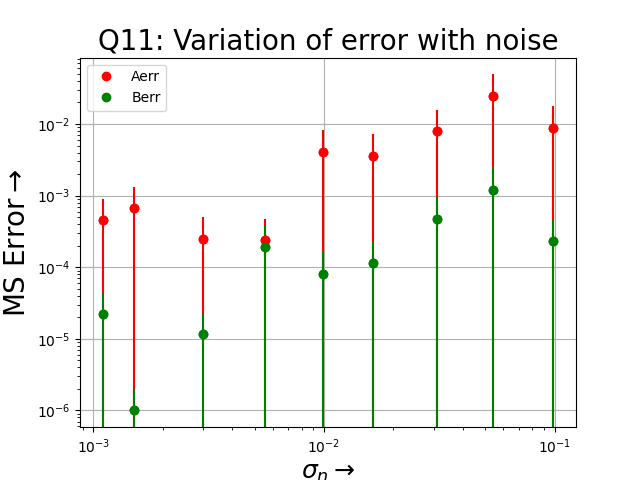 Q11: Variation of error with noise
Aerr
Berr
MS Error→
10⁻²
10⁻³
10⁻⁴
10⁻⁵
10⁻⁶
10⁻³ 10⁻² 10⁻¹
σₙ→